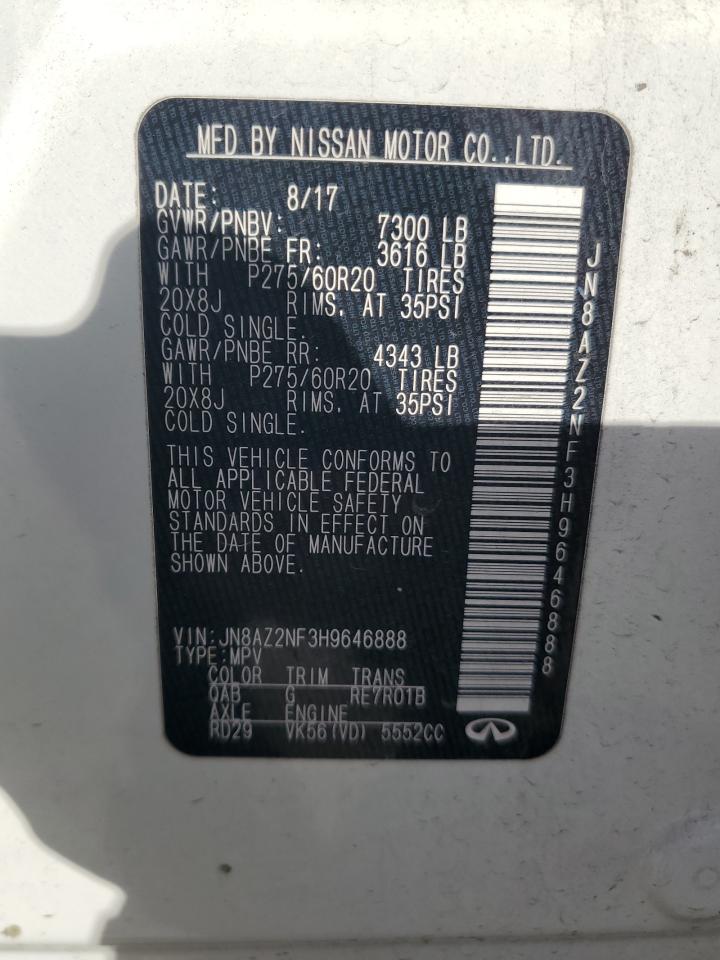 MFD BY NISSAN MOTOR CO.,LTD.
DATE: 8/17
GVWR/PNBV: 7300 LB
GAWR/PNBE FR: 3616 LB
WITH P275/60R20 TIRES
20X8J RIMS, AT 35PSI
COLD SINGLE.
GAWR/PNBE RR: 4343 LB
WITH P275/60R20 TIRES
20X8J RIMS, AT 35PSI
COLD SINGLE.
THIS VEHICLE CONFORMS TO
ALL APPLICABLE FEDERAL
MOTOR VEHICLE SAFETY
STANDARDS IN EFFECT ON
THE DATE OF MANUFACTURE
SHOWN ABOVE.
VIN:JN8AZ2NF3H9646888
TYPE:MPV
COLOR TRIM TRANS
QAB G RE7R01B
AXLE ENGINE
RD29 VK56(VD) 5552CC
JN8AZ2NF3H9646888